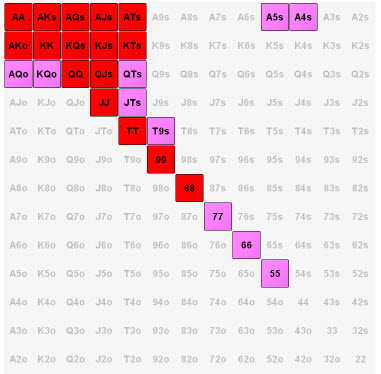 AA AKs AQs AJs ATs A9s A8s A7s A6s A5s A4s A3s A2s
AKo KK KQs KJs KTs K9s K8s K7s K6s K5s K4s K3s K2s
AQo KQo QQ QJs QTs Q9s Q8s Q7s Q6s Q5s Q4s Q3s Q2s
AJo KJo QJo JJ JTs J9s J8s J7s J6s J5s J4s J3s J2s
ATo KTo QTo JTo TT T9s T8s T7s T6s T5s T4s T3s T2s
A9o K9o Q9o J9o T9o 99 98s 97s 96s 95s 94s 93s 92s
A8o K8o Q8o J8o T8o 98o 88 87s 86s 85s 84s 83s 82s
A7o K7o Q7o J7o T7o 97o 87o 77 76s 75s 74s 73s 72s
A6o K6o Q6o J6o T6o 96o 86o 76o 66 65s 64s 63s 62s
A5o K5o Q5o J5o T5o 95o 85o 75o 65o 55 54s 53s 52s
A4o K4o Q4o J4o T4o 94o 84o 74o 64o 54o 44 43s 42s
A3o K3o Q3o J3o T3o 93o 83o 73o 63o 53o 43o 33 32s
A2o K2o Q2o J2o T2o 92o 82o 72o 62o 52o 42o 32o 22